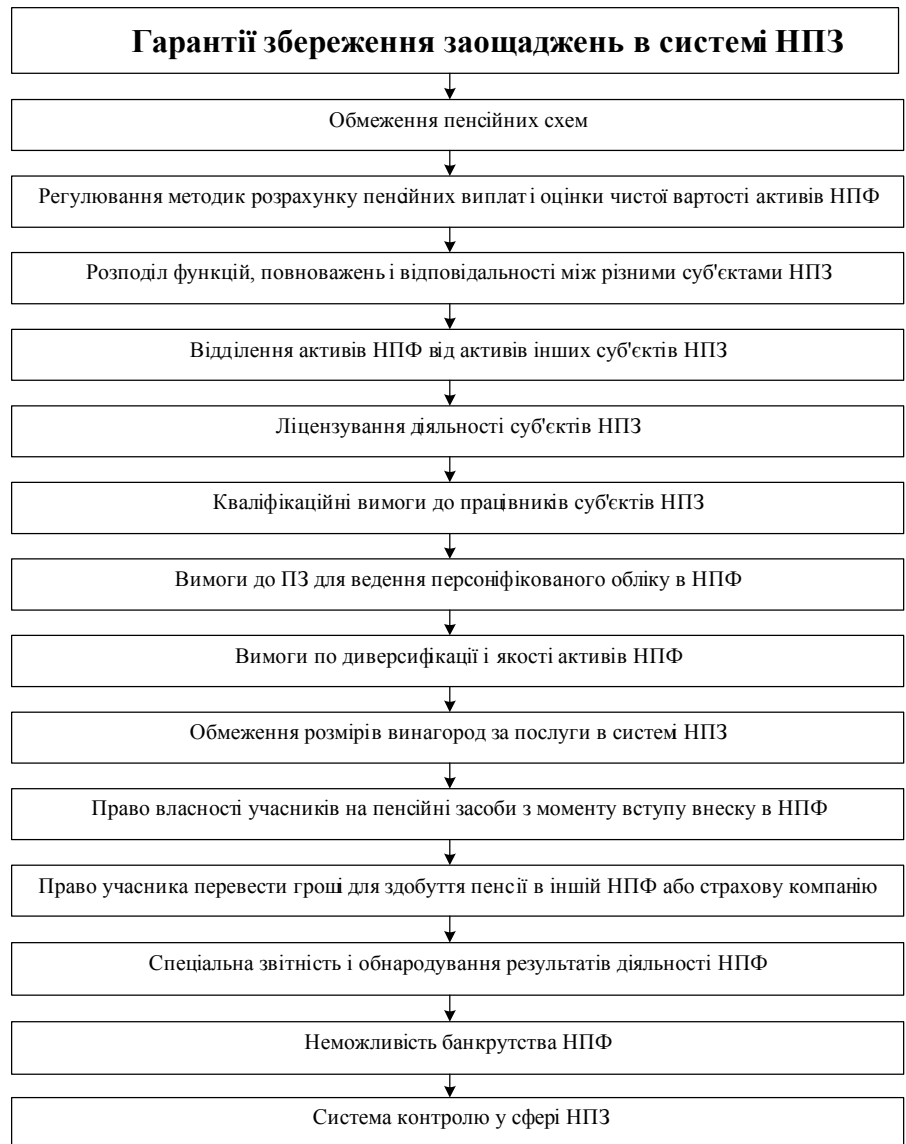 Гарантії збереження заощаджень в системі НПЗ
Обмеження пенсійних схем
Регулювання методик розрахунку пенсійних виплат і оцінки чистої вартості активів НПФ
Розподіл функцій, повноважень і відповідальності між різними суб'єктами НПЗ
Відділення активів НПФ від активів інших суб'єктів НПЗ
Ліцензування діяльності суб'єктів НПЗ
Кваліфікаційні вимоги до працівників суб'єктів НПЗ
Вимоги до ПЗ для ведення персоніфікованого обліку в НПФ
Вимоги по диверсифікації і якості активів НПФ
Обмеження розмірів винагород за послуги в системі НПЗ
Право власності учасників на пенсійні засоби з моменту вступу внеску в НПФ
Право учасника перевести гроші для здобуття пенсії в іншій НПФ або страхову компанію
Спеціальна звітність і обнародування результатів діяльності НПФ
Неможливість банкрутства НПФ
Система контролю у сфері НПЗ